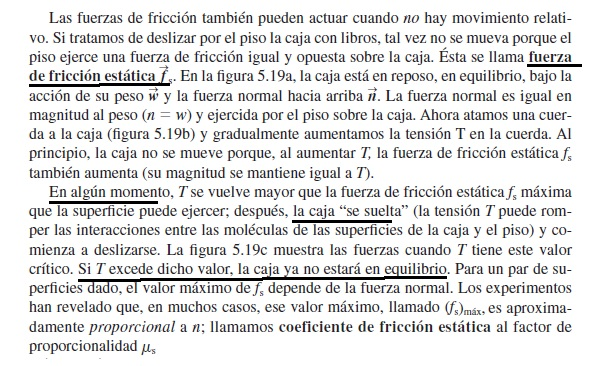 Las fuerzas de fricción también pueden actuar cuando no hay movimiento relati-
vo. Si tratamos de deslizar por el piso la caja con libros, tal vez no se mueva porque el
piso ejerce una fuerza de fricción igual y opuesta sobre la caja. Ésta se llama fuerza
de fricción estática f⃗s. En la figura 5.19a, la caja está en reposo, en equilibrio, bajo la
acción de su peso w⃗ y la fuerza normal hacia arriba n⃗. La fuerza normal es igual en
magnitud al peso (n = w) y ejercida por el piso sobre la caja. Ahora atamos una cuer-
da a la caja (figura 5.19b) y gradualmente aumentamos la tensión T en la cuerda. Al
principio, la caja no se mueve porque, al aumentar T, la fuerza de fricción estática fs
también aumenta (su magnitud se mantiene igual a T).
En algún momento, T se vuelve mayor que la fuerza de fricción estática fs máxima
que la superficie puede ejercer; después, la caja “se suelta” (la tensión T puede rom-
per las interacciones entre las moléculas de las superficies de la caja y el piso) y co-
mienza a deslizarse. La figura 5.19c muestra las fuerzas cuando T tiene este valor
crítico. Si T excede dicho valor, la caja ya no estará en equilibrio. Para un par de su-
perficies dado, el valor máximo de fs depende de la fuerza normal. Los experimentos
han revelado que, en muchos casos, ese valor máximo, llamado (fs)máx, es aproxima-
damente proporcional a n; llamamos coeficiente de fricción estática al factor de
proporcionalidad μs